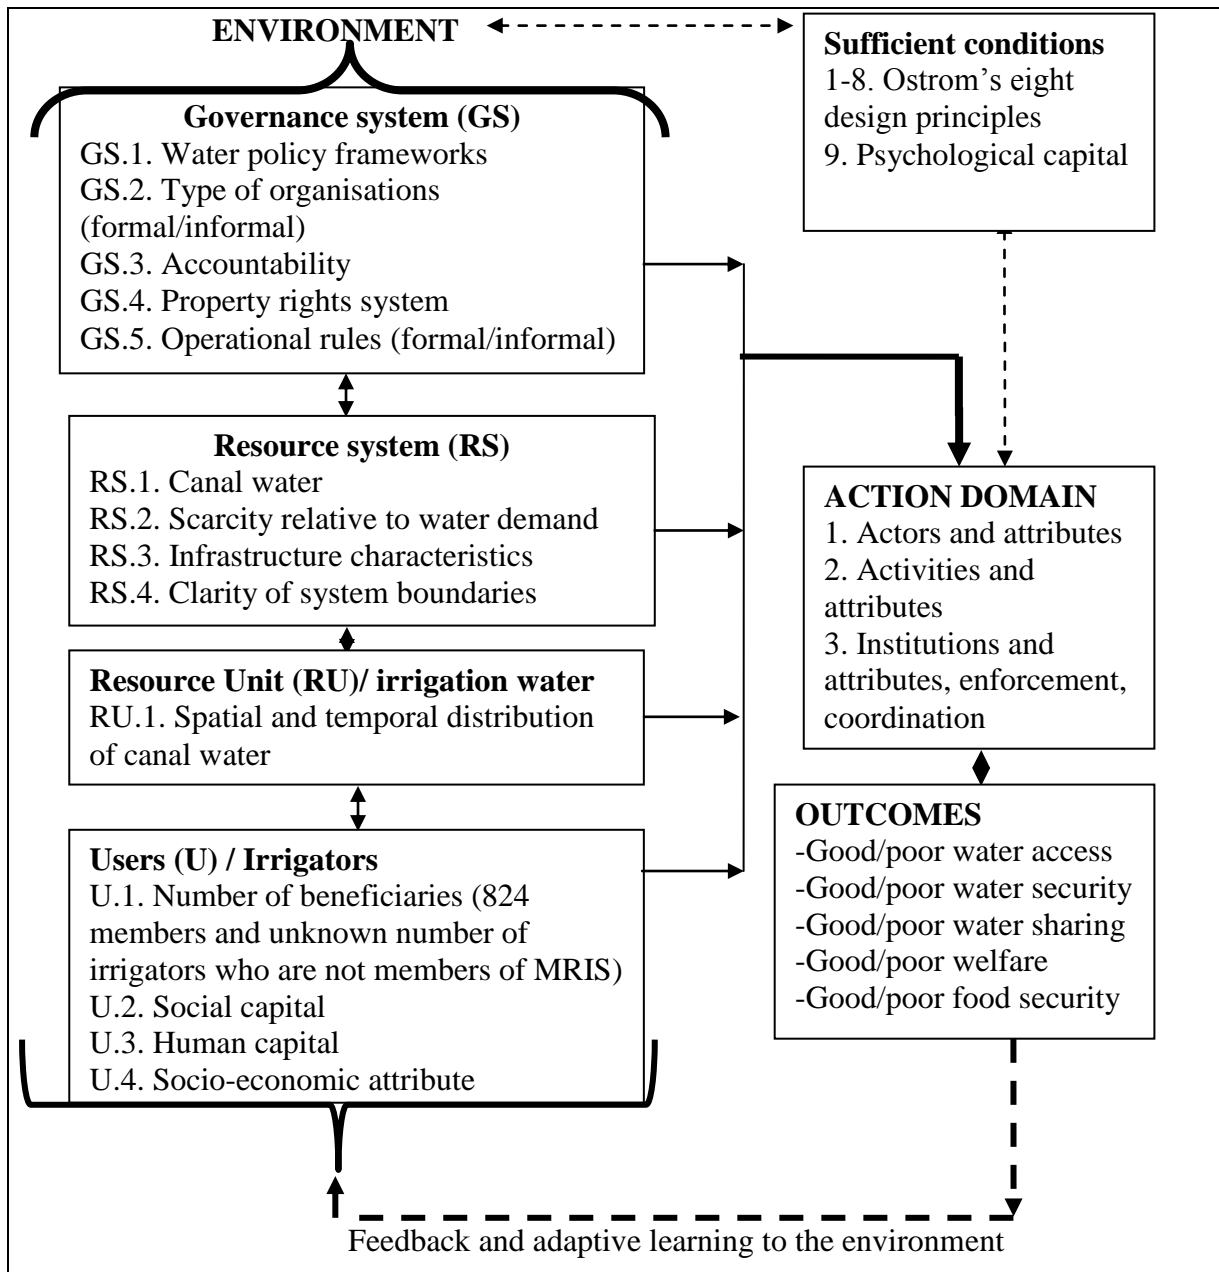 ENVIRONMENT
Governance system (GS)
GS.1. Water policy frameworks
GS.2. Type of organisations
(formal/informal)
GS.3. Accountability
GS.4. Property rights system
GS.5. Operational rules (formal/informal)
Resource system (RS)
RS.1. Canal water
RS.2. Scarcity relative to water demand
RS.3. Infrastructure characteristics
RS.4. Clarity of system boundaries
Resource Unit (RU)/ irrigation water
RU.1. Spatial and temporal distribution
of canal water
Users (U) / Irrigators
U.1. Number of beneficiaries (824
members and unknown number of
irrigators who are not members of MRIS)
U.2. Social capital
U.3. Human capital
U.4. Socio-economic attribute
Sufficient conditions
1-8. Ostrom’s eight
design principles
9. Psychological capital
ACTION DOMAIN
1. Actors and attributes
2. Activities and
attributes
3. Institutions and
attributes, enforcement,
coordination
OUTCOMES
-Good/poor water access
-Good/poor water security
-Good/poor water sharing
-Good/poor welfare
-Good/poor food security
Feedback and adaptive learning to the environment